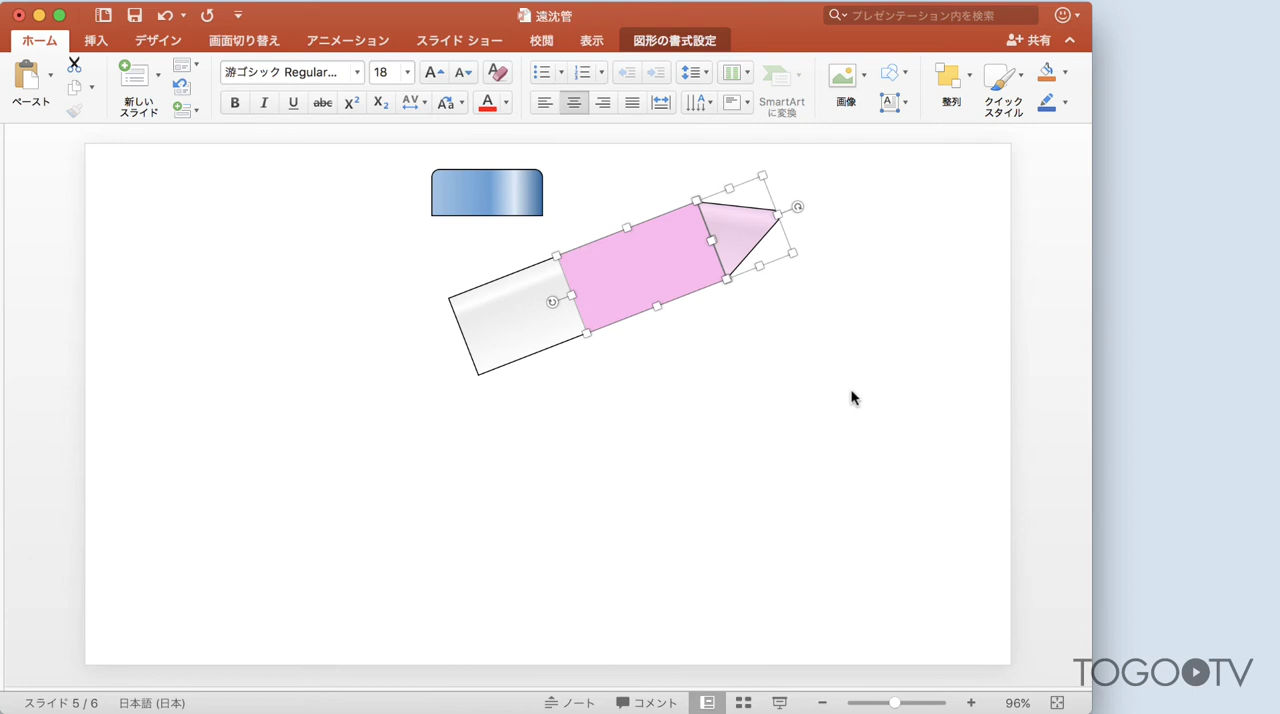 遠沈管
プレゼンテーション内を検索
ホーム 挿入 デザイン 画面切り替え アニメーション スライド ショー 校閲 表示 図形の書式設定 共有
ペースト
新しい
スライド
游ゴシック Regular... 18
B I U abc X² X₂ AV Aa A
SmartArt
に変換
画像
整列
クイック
スタイル
TOGOTV
スライド 5 / 6 日本語 (日本) ノート コメント 96%